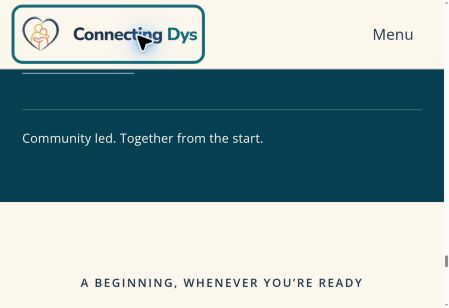 Connecting Dys
Menu
Community led. Together from the start.
A BEGINNING, WHENEVER YOU’RE READY